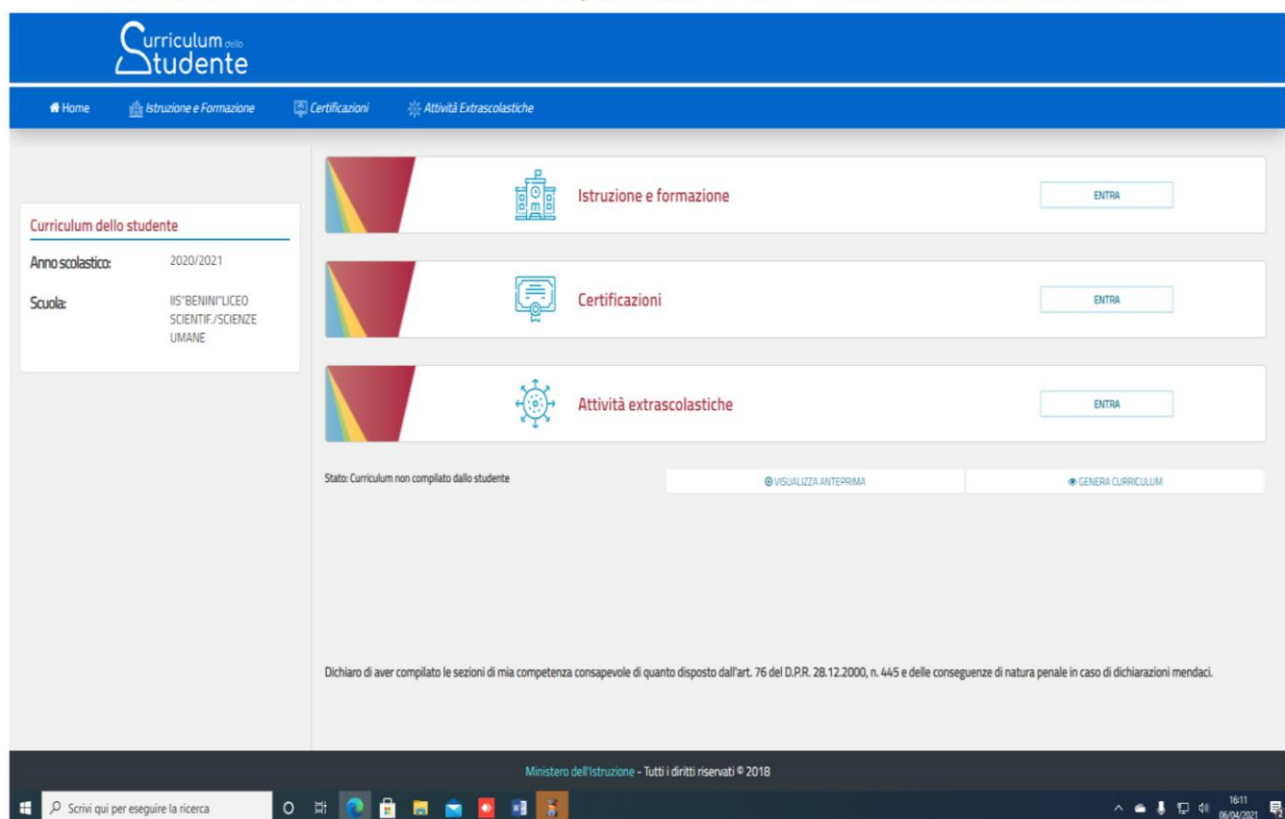 Curriculum dello
Studente
Home Istruzione e Formazione Certificazioni Attività Extrascolastiche
Curriculum dello studente
Anno scolastico: 2020/2021
Scuola: IIS"BENINI"LICEO
SCIENTIF./SCIENZE
UMANE
Istruzione e formazione ENTRA
Certificazioni ENTRA
Attività extrascolastiche ENTRA
Stato: Curriculum non compilato dallo studente VISUALIZZA ANTEPRIMA GENERA CURRICULUM
Dichiaro di aver compilato le sezioni di mia competenza consapevole di quanto disposto dall'art. 76 del D.P.R. 28.12.2000, n. 445 e delle conseguenze di natura penale in caso di dichiarazioni mendaci.
Ministero dell'Istruzione - Tutti i diritti riservati © 2018
Scrivi qui per eseguire la ricerca
16:11
06/04/2021